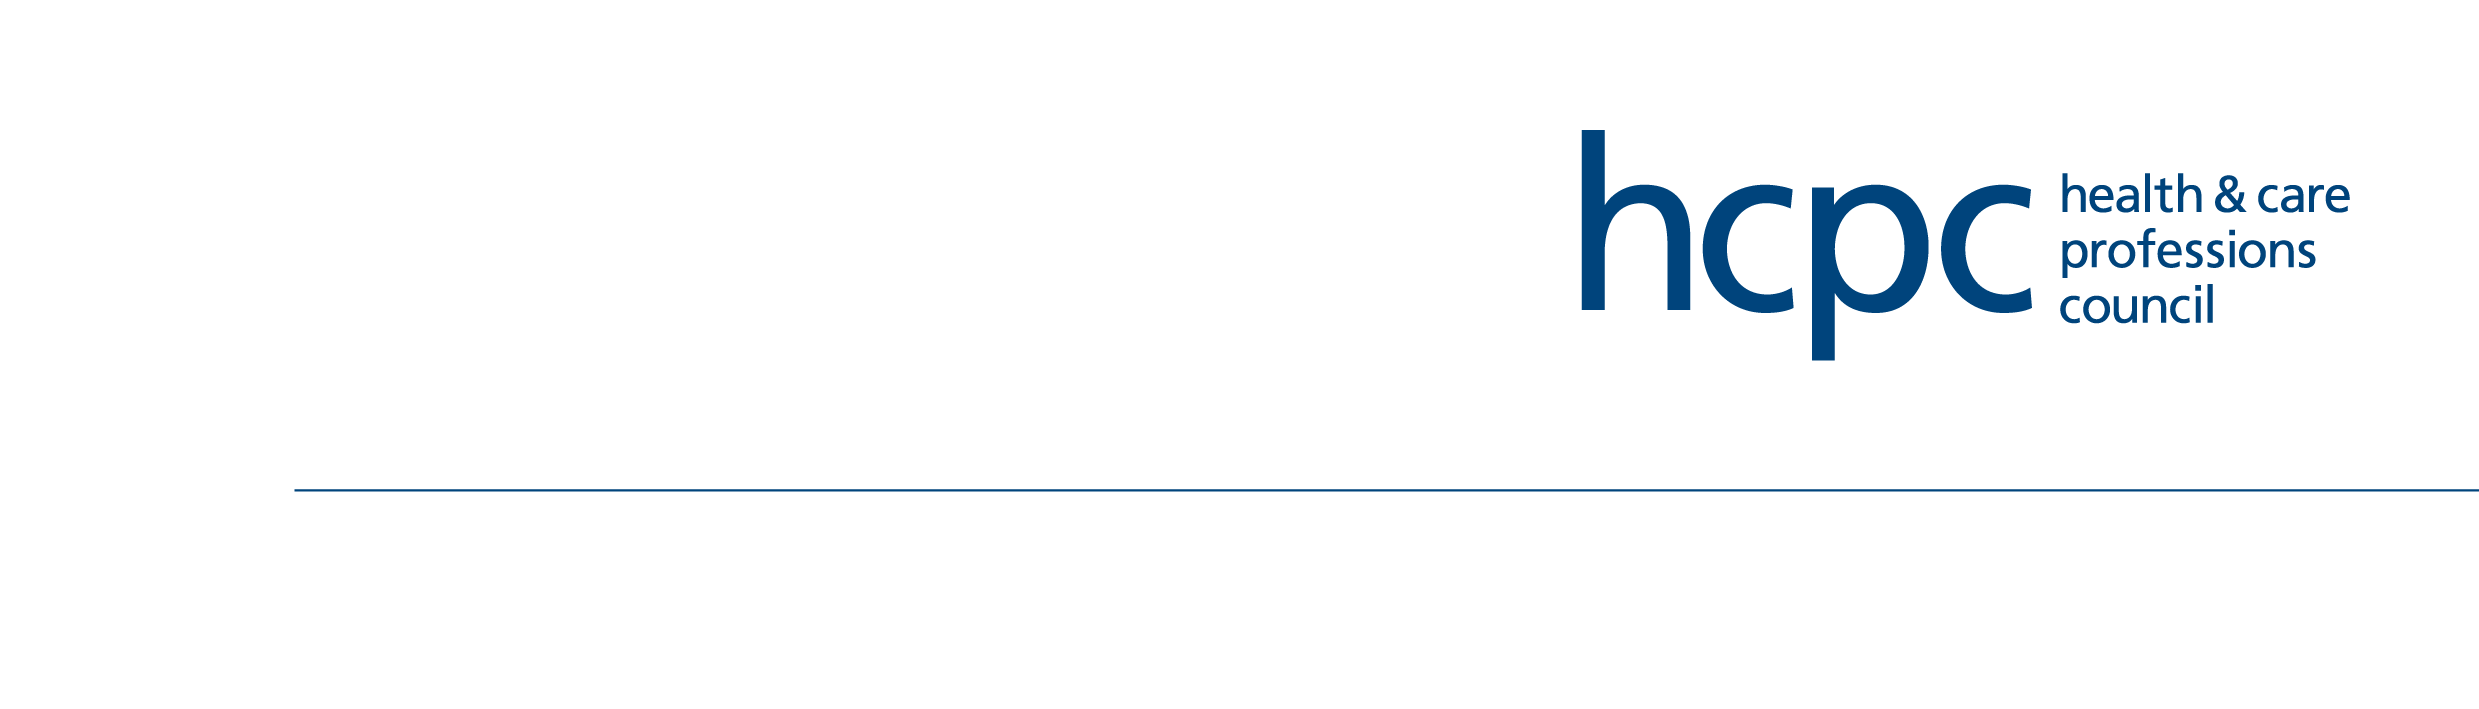 hcpc
health & care
professions
council